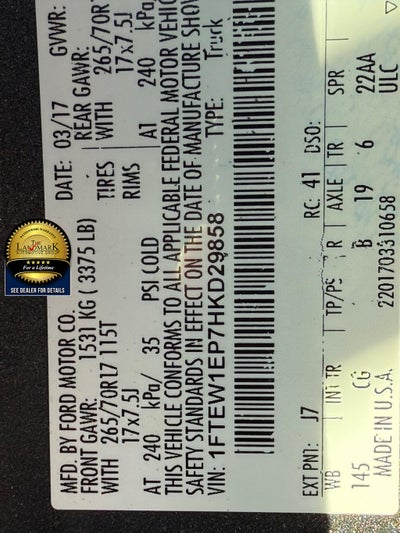 MFD. BY FORD MOTOR CO. DATE: 03/17 GVWR:
FRONT GAWR: 1531 KG ( 3375 LB) REAR GAWR:
WITH 265/70R17 115T TIRES WITH 265/70R
17x7.5J RIMS 17x7.5J
AT 240 kPa/ 35 PSI COLD AT 240 kPa
THIS VEHICLE CONFORMS TO ALL APPLICABLE FEDERAL MOTOR VEHIC
SAFETY STANDARDS IN EFFECT ON THE DATE OF MANUFACTURE SHOW
VIN: 1FTEW1EP7HKD29858 TYPE: Truck
EXT PNT: J7 RC: 41 DSO:
WB INT TR TP/PS R AXLE TR SPR
145 CG B 19 6 22AA
MADE IN U.S.A. 2201703310658 ULC
THE
LANDMARK
For a Lifetime
SEE DEALER FOR DETAILS